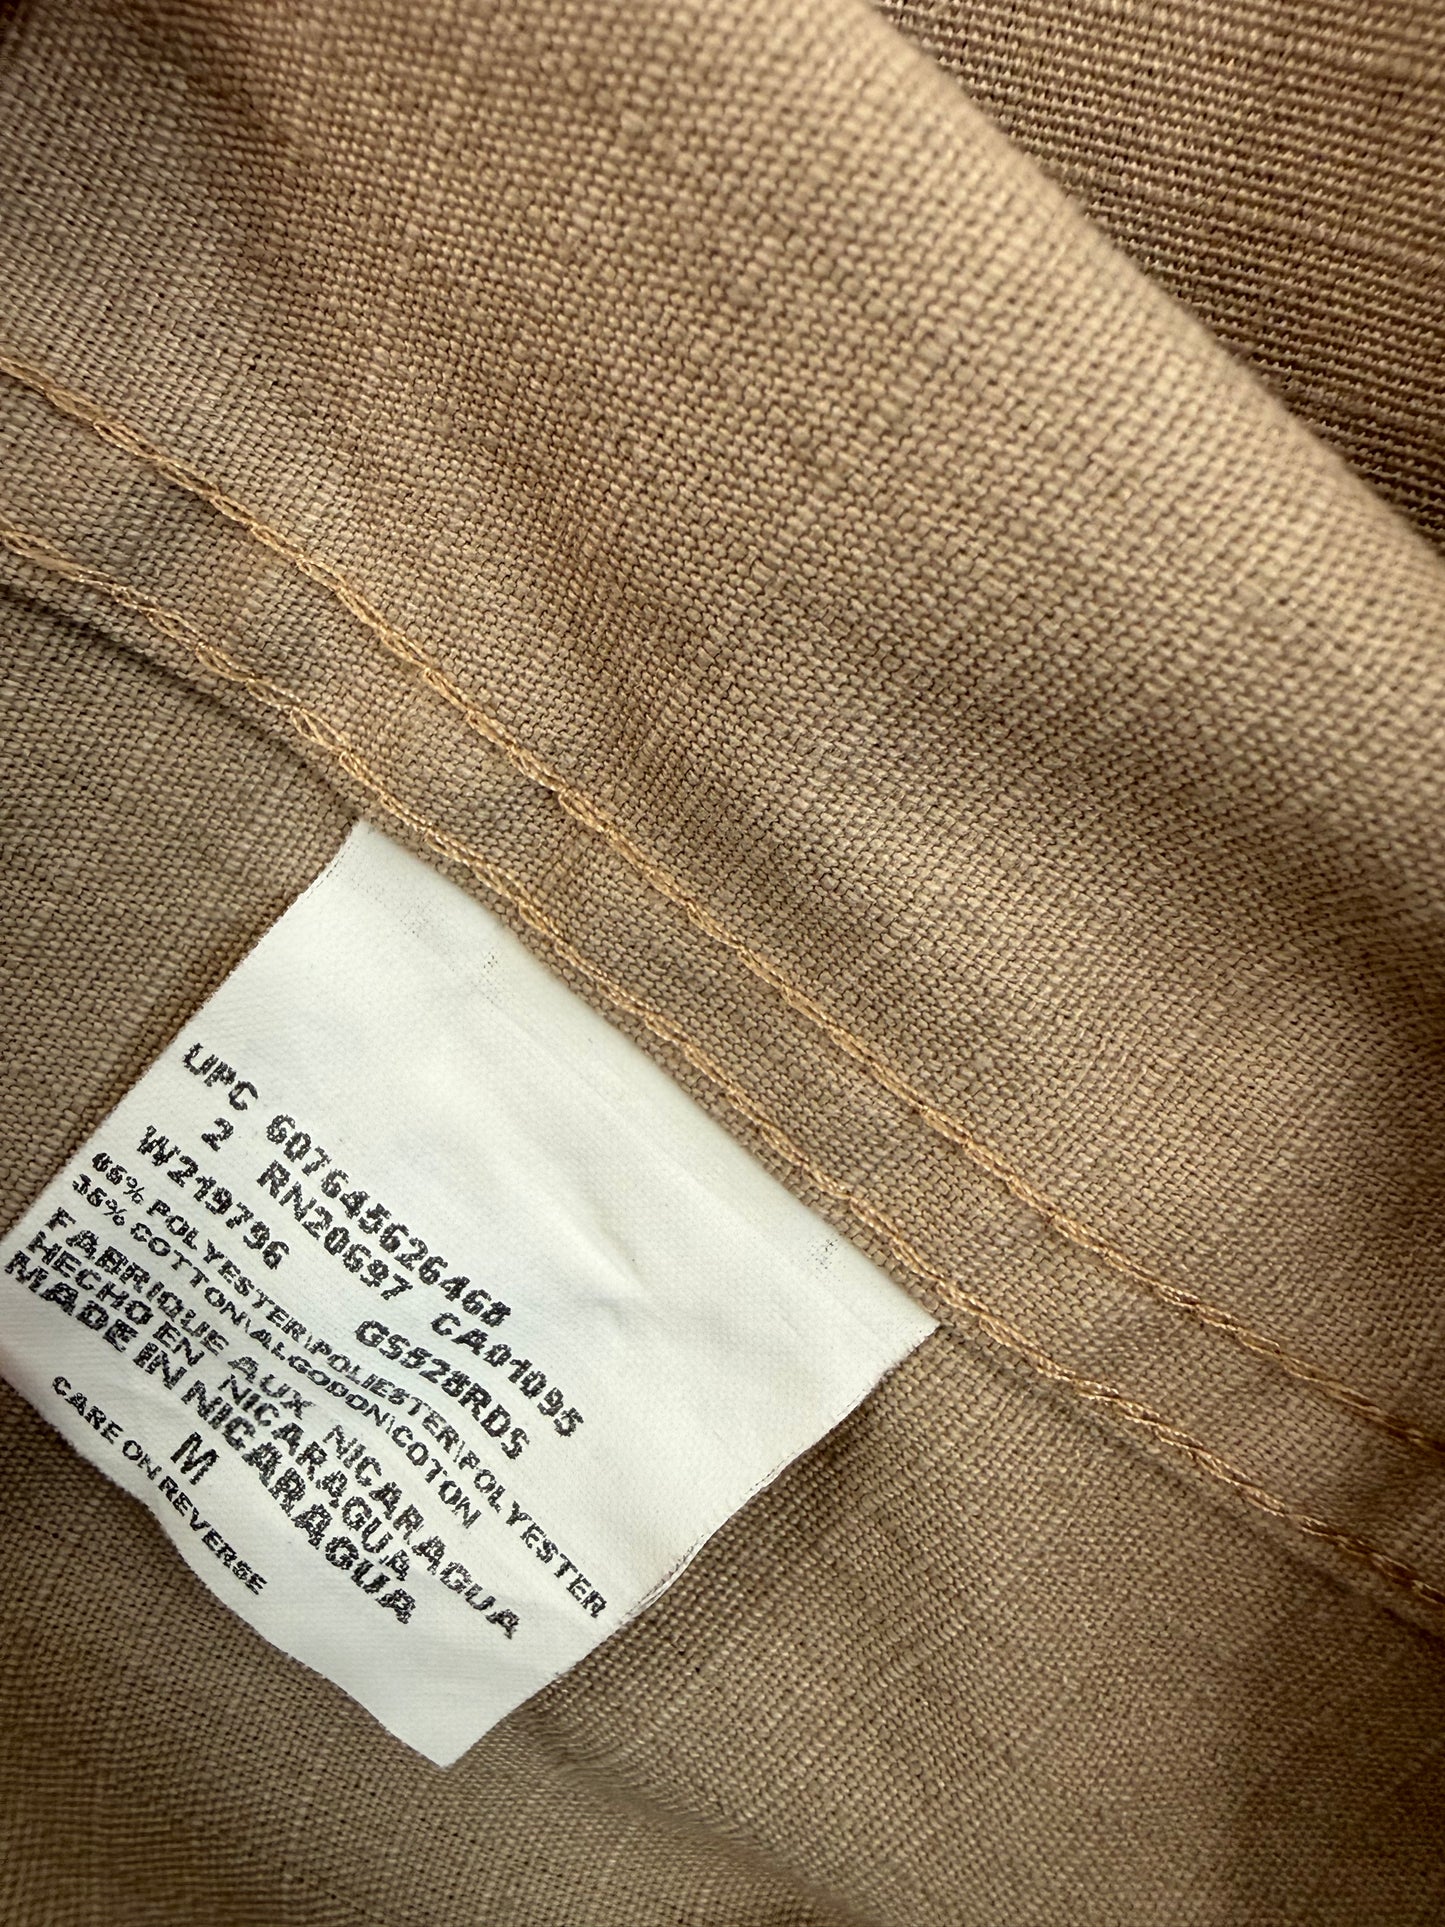 UPC 607645626468
2 RN20697 CA01095
W219796 GS528RDS
65% POLYESTER\POLIESTER\POLYESTER
35% COTTON\ALGODON\COTON
FABRIQUE AUX NICARAGUA
HECHO EN NICARAGUA
MADE IN NICARAGUA
M
CARE ON REVERSE